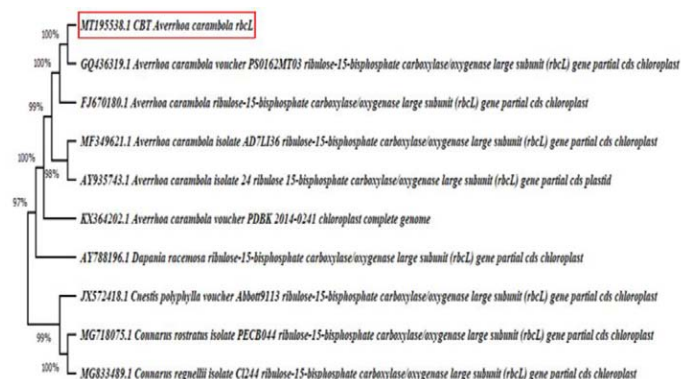 MT195538.1 CBT Averrhoa carambola rbcL
100%
GQ436319.1 Averrhoa carambola voucher PS0162MT03 ribulose-15-bisphosphate carboxylase/oxygenase large subunit (rbcL) gene partial cds chloroplast
100%
FJ670180.1 Averrhoa carambola ribulose-15-bisphosphate carboxylase/oxygenase large subunit (rbcL) gene partial cds chloroplast
99%
MF349621.1 Averrhoa carambola isolate AD7LI36 ribulose-15-bisphosphate carboxylase/oxygenase large subunit (rbcL) gene partial cds chloroplast
100%
98%
AY935743.1 Averrhoa carambola isolate 24 ribulose 15-bisphosphate carboxylase/oxygenase large subunit (rbcL) gene partial cds plastid
97%
KX364202.1 Averrhoa carambola voucher PDBK 2014-0241 chloroplast complete genome
AY788196.1 Dapania racemosa ribulose-15-bisphosphate carboxylase/oxygenase large subunit (rbcL) gene partial cds chloroplast
JX572418.1 Cnestis polyphylla voucher Abbott9113 ribulose-15-bisphosphate carboxylase/oxygenase large subunit (rbcL) gene partial cds chloroplast
99%
MG718075.1 Connarus rostratus isolate PECB044 ribulose-15-bisphosphate carboxylase/oxygenase large subunit (rbcL) gene partial cds chloroplast
100%
MG833489.1 Connarus regnellii isolate CI244 ribulose-15-bisphosphate carboxylase/oxygenase large subunit (rbcL) gene partial cds chloroplast